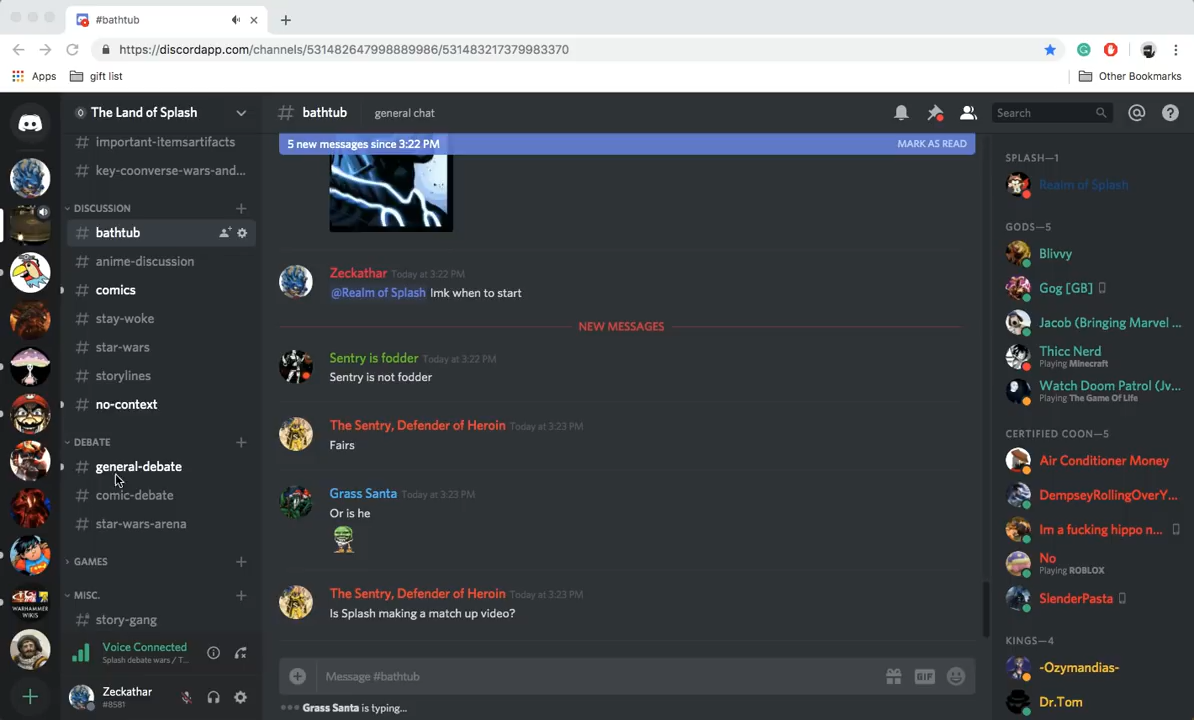 #bathtub
https://discordapp.com/channels/531482647998889986/531483217379983370
Apps
gift list
Other Bookmarks
The Land of Splash
# bathtub
general chat
Search
5 new messages since 3:22 PM
MARK AS READ
# important-itemsartifacts
# key-coonverse-wars-and...
DISCUSSION
# bathtub
# anime-discussion
# comics
# stay-woke
# star-wars
# storylines
# no-context
DEBATE
# general-debate
# comic-debate
# star-wars-arena
GAMES
MISC.
# story-gang
Voice Connected
Splash debate wars / T...
Zeckathar
#8581
WARHAMMER
WIKIS
Zeckathar Today at 3:22 PM
@Realm of Splash lmk when to start
NEW MESSAGES
Sentry is fodder Today at 3:22 PM
Sentry is not fodder
The Sentry, Defender of Heroin Today at 3:23 PM
Fairs
Grass Santa Today at 3:23 PM
Or is he
The Sentry, Defender of Heroin Today at 3:23 PM
Is Splash making a match up video?
Message #bathtub
GIF
Grass Santa is typing...
SPLASH—1
Realm of Splash
GODS—5
Blivvy
Gog [GB]
Jacob (Bringing Marvel ...
Thicc Nerd
Playing Minecraft
Watch Doom Patrol (Jv...
Playing The Game Of Life
CERTIFIED COON—5
Air Conditioner Money
DempseyRollingOverY...
Im a fucking hippo n...
No
Playing ROBLOX
SlenderPasta
KINGS—4
-Ozymandias-
Dr.Tom